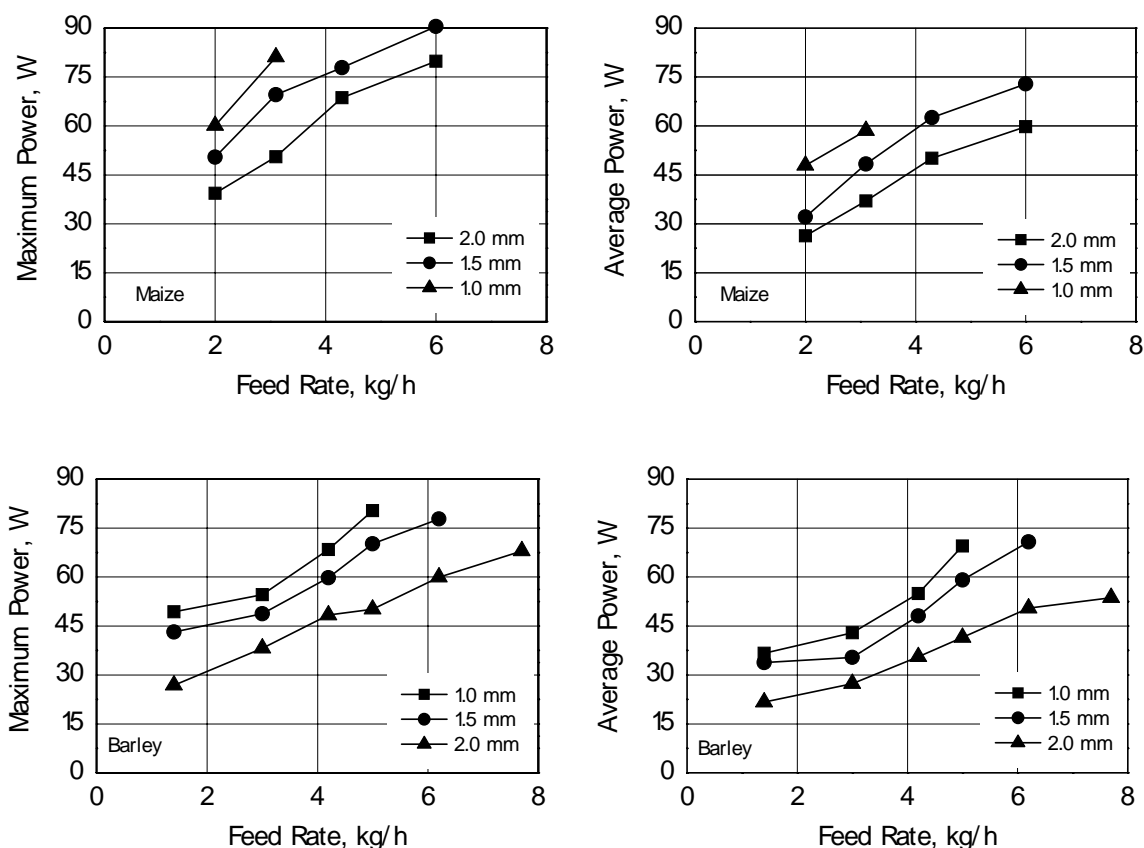 90
75
60
45
30
15
0
Maximum Power, W
2.0 mm
1.5 mm
1.0 mm
Maize
0 2 4 6 8
Feed Rate, kg/h
90
75
60
45
30
15
0
Average Power, W
2.0 mm
1.5 mm
1.0 mm
Maize
0 2 4 6 8
Feed Rate, kg/h
90
75
60
45
30
15
0
Maximum Power, W
1.0 mm
1.5 mm
2.0 mm
Barley
0 2 4 6 8
Feed Rate, kg/h
90
75
60
45
30
15
0
Average Power, W
1.0 mm
1.5 mm
2.0 mm
Barley
0 2 4 6 8
Feed Rate, kg/h